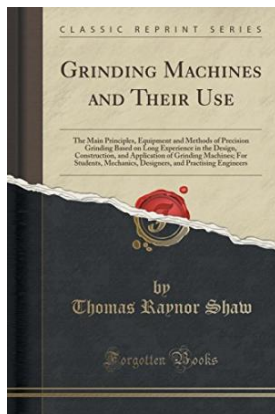 CLASSIC REPRINT SERIES
GRINDING MACHINES
AND THEIR USE
The Main Principles, Equipment and Methods of Precision
Grinding Based on Long Experience in the Design,
Construction, and Application of Grinding Machines; For
Students, Mechanics, Designers, and Practising Engineers
by
Thomas Raynor Shaw
Forgotten Books